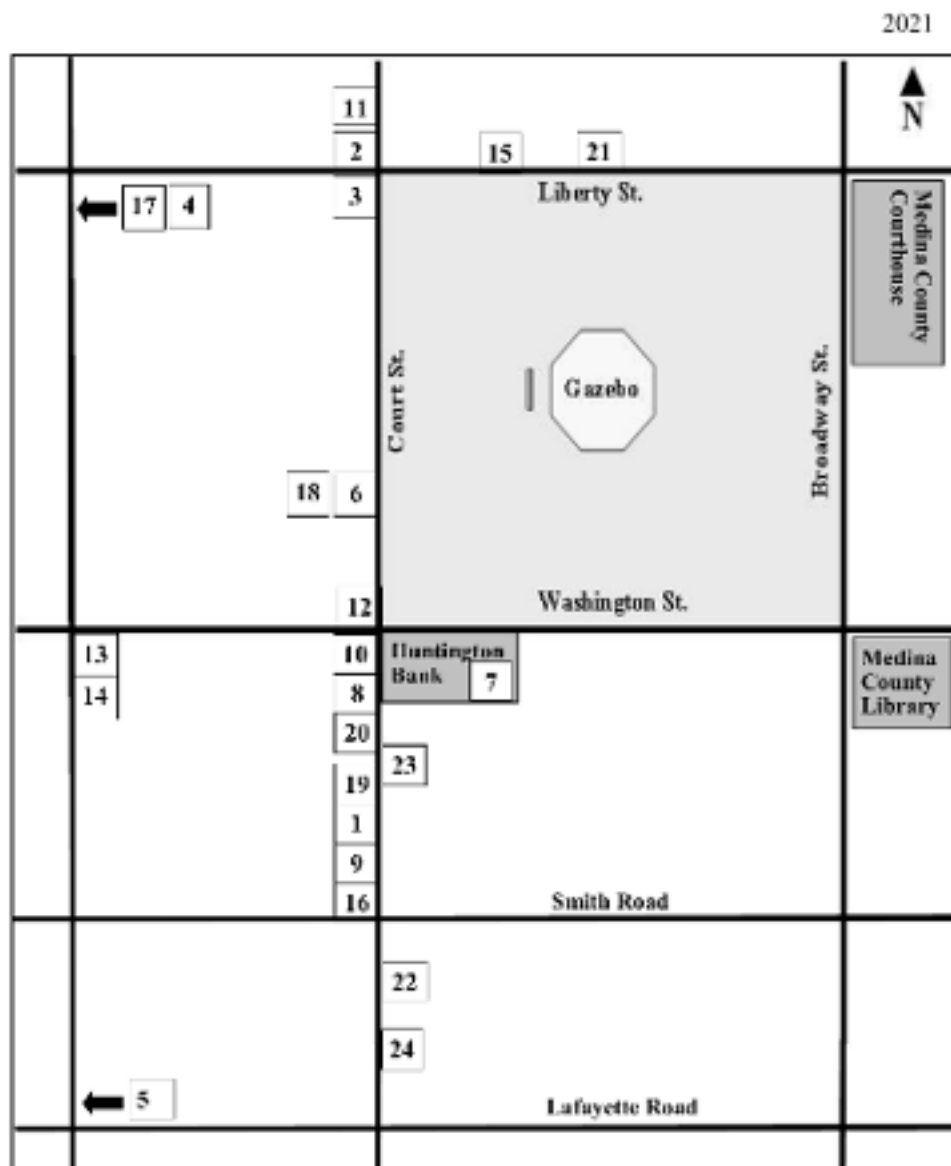 2021
N
11
2
15
21
Liberty St.
3
17
4
Medina County
Courthouse
Court St.
Gazebo
Broadway St.
18
6
12
Washington St.
13
14
10
Huntington
Bank
7
Medina
County
Library
8
20
23
19
1
9
16
Smith Road
22
24
5
Lafayette Road